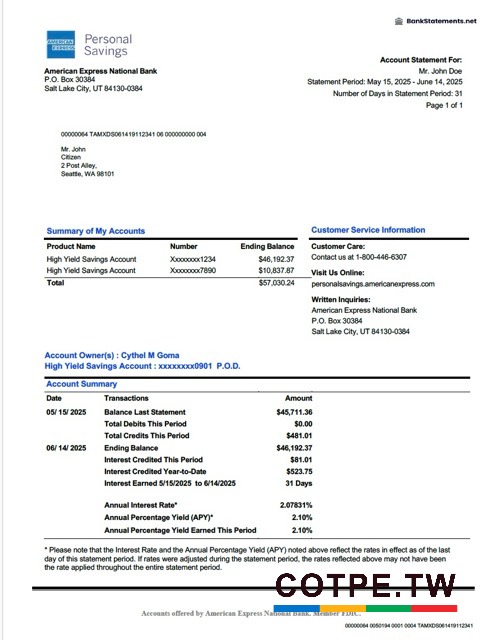 BankStatements.net
AMERICAN EXPRESS
Personal
Savings
American Express National Bank
P.O. Box 30384
Salt Lake City, UT 84130-0384
Account Statement For:
Mr. John Doe
Statement Period: May 15, 2025 - June 14, 2025
Number of Days in Statement Period: 31
Page 1 of 1
00000064 TAMXDS061419112341 06 000000000 004
Mr. John
Citizen
2 Post Alley,
Seattle, WA 98101
Summary of My Accounts
Product Name Number Ending Balance
High Yield Savings Account Xxxxxxxx1234 $46,192.37
High Yield Savings Account Xxxxxxxx7890 $10,837.87
Total $57,030.24
Customer Service Information
Customer Care:
Contact us at 1-800-446-6307
Visit Us Online:
personalsavings.americanexpress.com
Written Inquiries:
American Express National Bank
P.O. Box 30384
Salt Lake City, UT 84130-0384
Account Owner(s) : Cythel M Goma
High Yield Savings Account : xxxxxxxx0901 P.O.D.
Account Summary
Date Transactions Amount
05/ 15/ 2025 Balance Last Statement $45,711.36
Total Debits This Period $0.00
Total Credits This Period $481.01
06/ 14/ 2025 Ending Balance $46,192.37
Interest Credited This Period $81.01
Interest Credited Year-to-Date $523.75
Interest Earned 5/15/2025 to 6/14/2025 31 Days
Annual Interest Rate* 2.07831%
Annual Percentage Yield (APY)* 2.10%
Annual Percentage Yield Earned This Period 2.10%
* Please note that the Interest Rate and the Annual Percentage Yield (APY) noted above reflect the rates in effect as of the last
day of this statement period. If rates were adjusted during the statement period, the rates reflected above may not have been
the rate applied throughout the entire statement period.
COTPE.TW
Accounts offered by American Express National Bank, Member FDIC.
00000064 0050194 0001 0004 TAMXDS061419112341